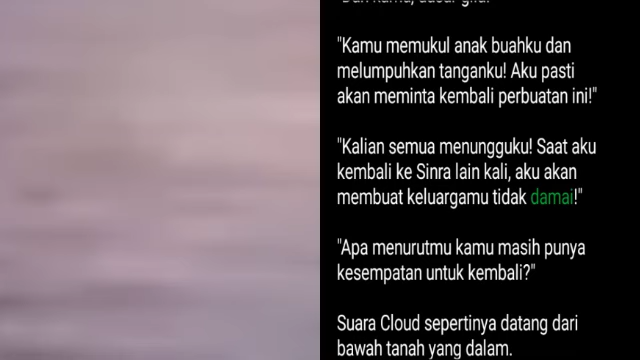 "Kamu memukul anak buahku dan
melumpuhkan tanganku! Aku pasti
akan meminta kembali perbuatan ini!"
"Kalian semua menungguku! Saat aku
kembali ke Sinra lain kali, aku akan
membuat keluargamu tidak damai!"
"Apa menurutmu kamu masih punya
kesempatan untuk kembali?"
Suara Cloud sepertinya datang dari
bawah tanah yang dalam.